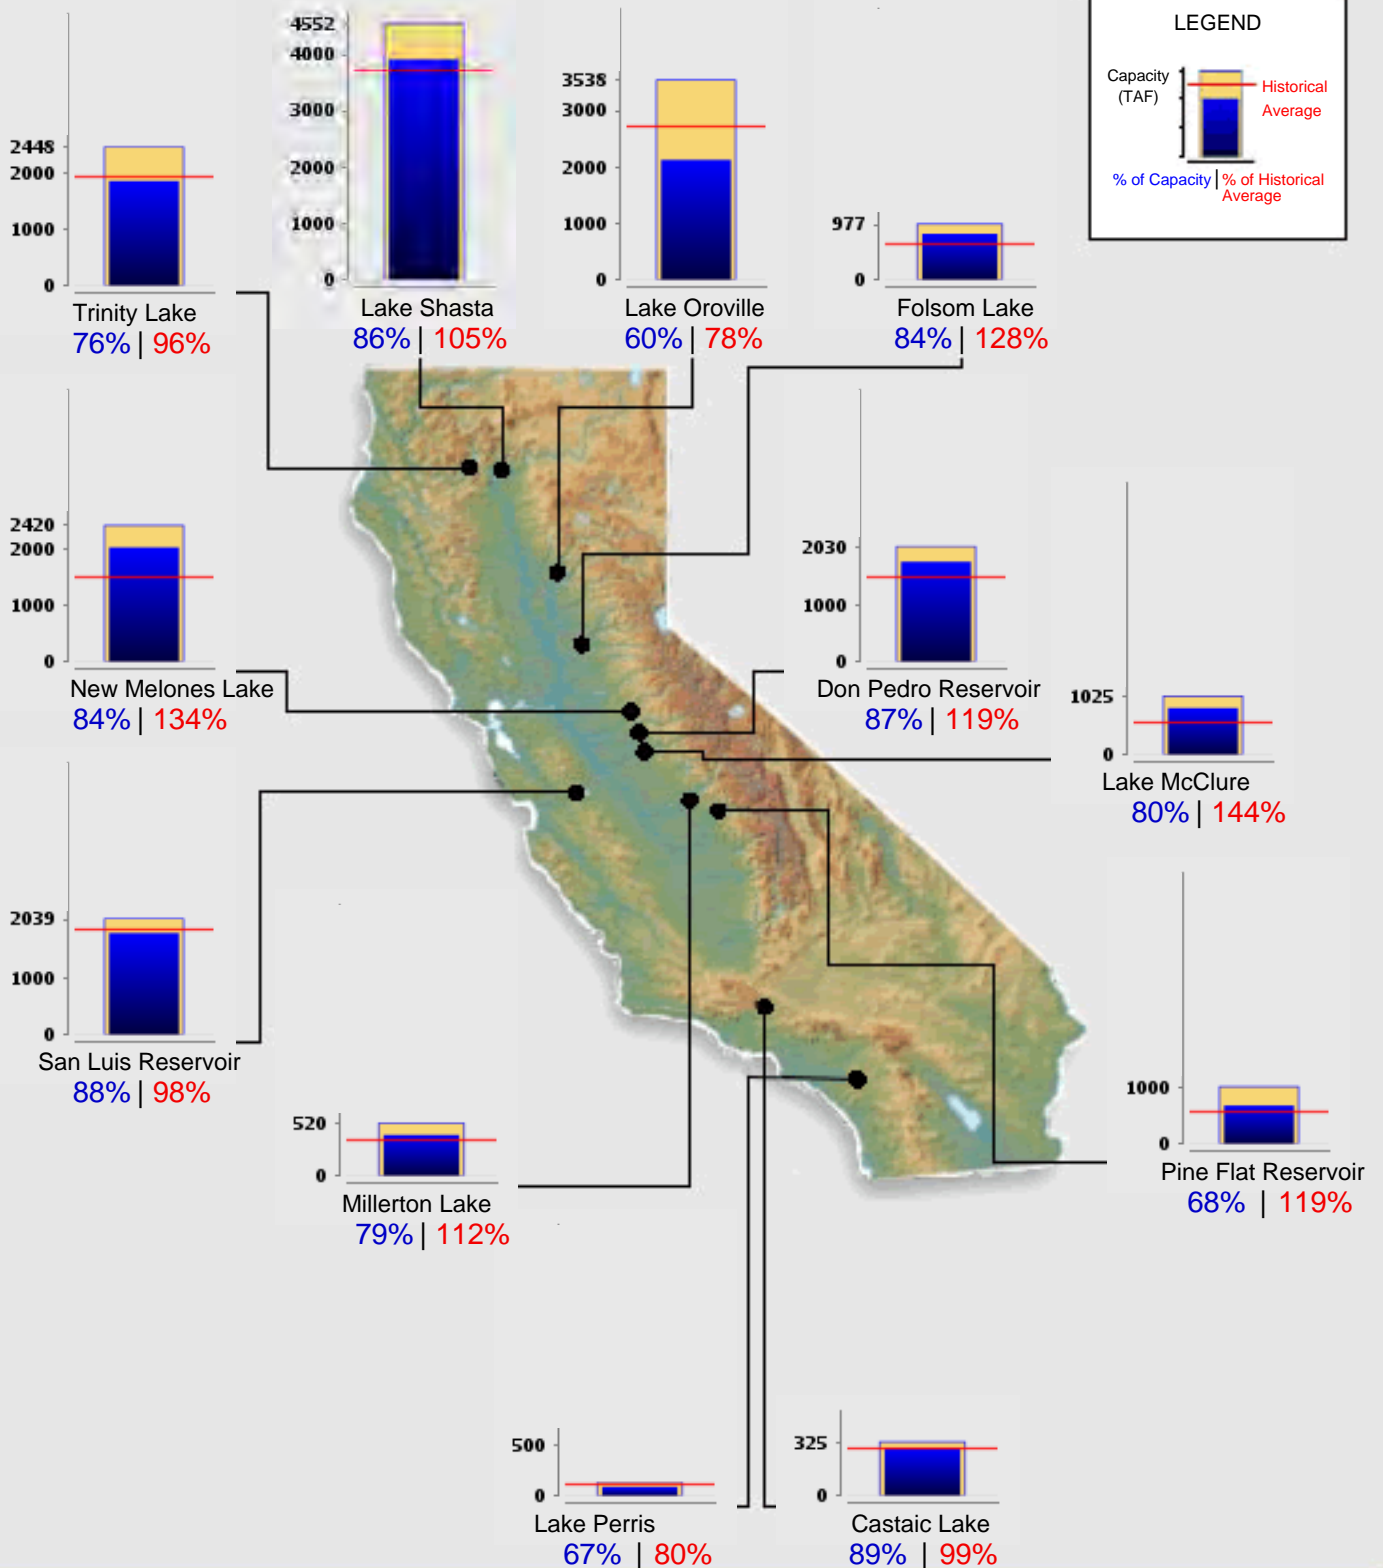 LEGEND
Capacity
(TAF)
Historical
Average
% of Capacity | % of Historical
Average
4552
4000
3000
2000
1000
0
Lake Shasta
86% | 105%
3538
3000
2000
1000
0
Lake Oroville
60% | 78%
2448
2000
1000
0
Trinity Lake
76% | 96%
977
0
Folsom Lake
84% | 128%
2420
2000
1000
0
New Melones Lake
84% | 134%
2030
1000
0
Don Pedro Reservoir
87% | 119%
1025
0
Lake McClure
80% | 144%
2039
1000
0
San Luis Reservoir
88% | 98%
520
0
Millerton Lake
79% | 112%
1000
0
Pine Flat Reservoir
68% | 119%
500
0
Lake Perris
67% | 80%
325
0
Castaic Lake
89% | 99%